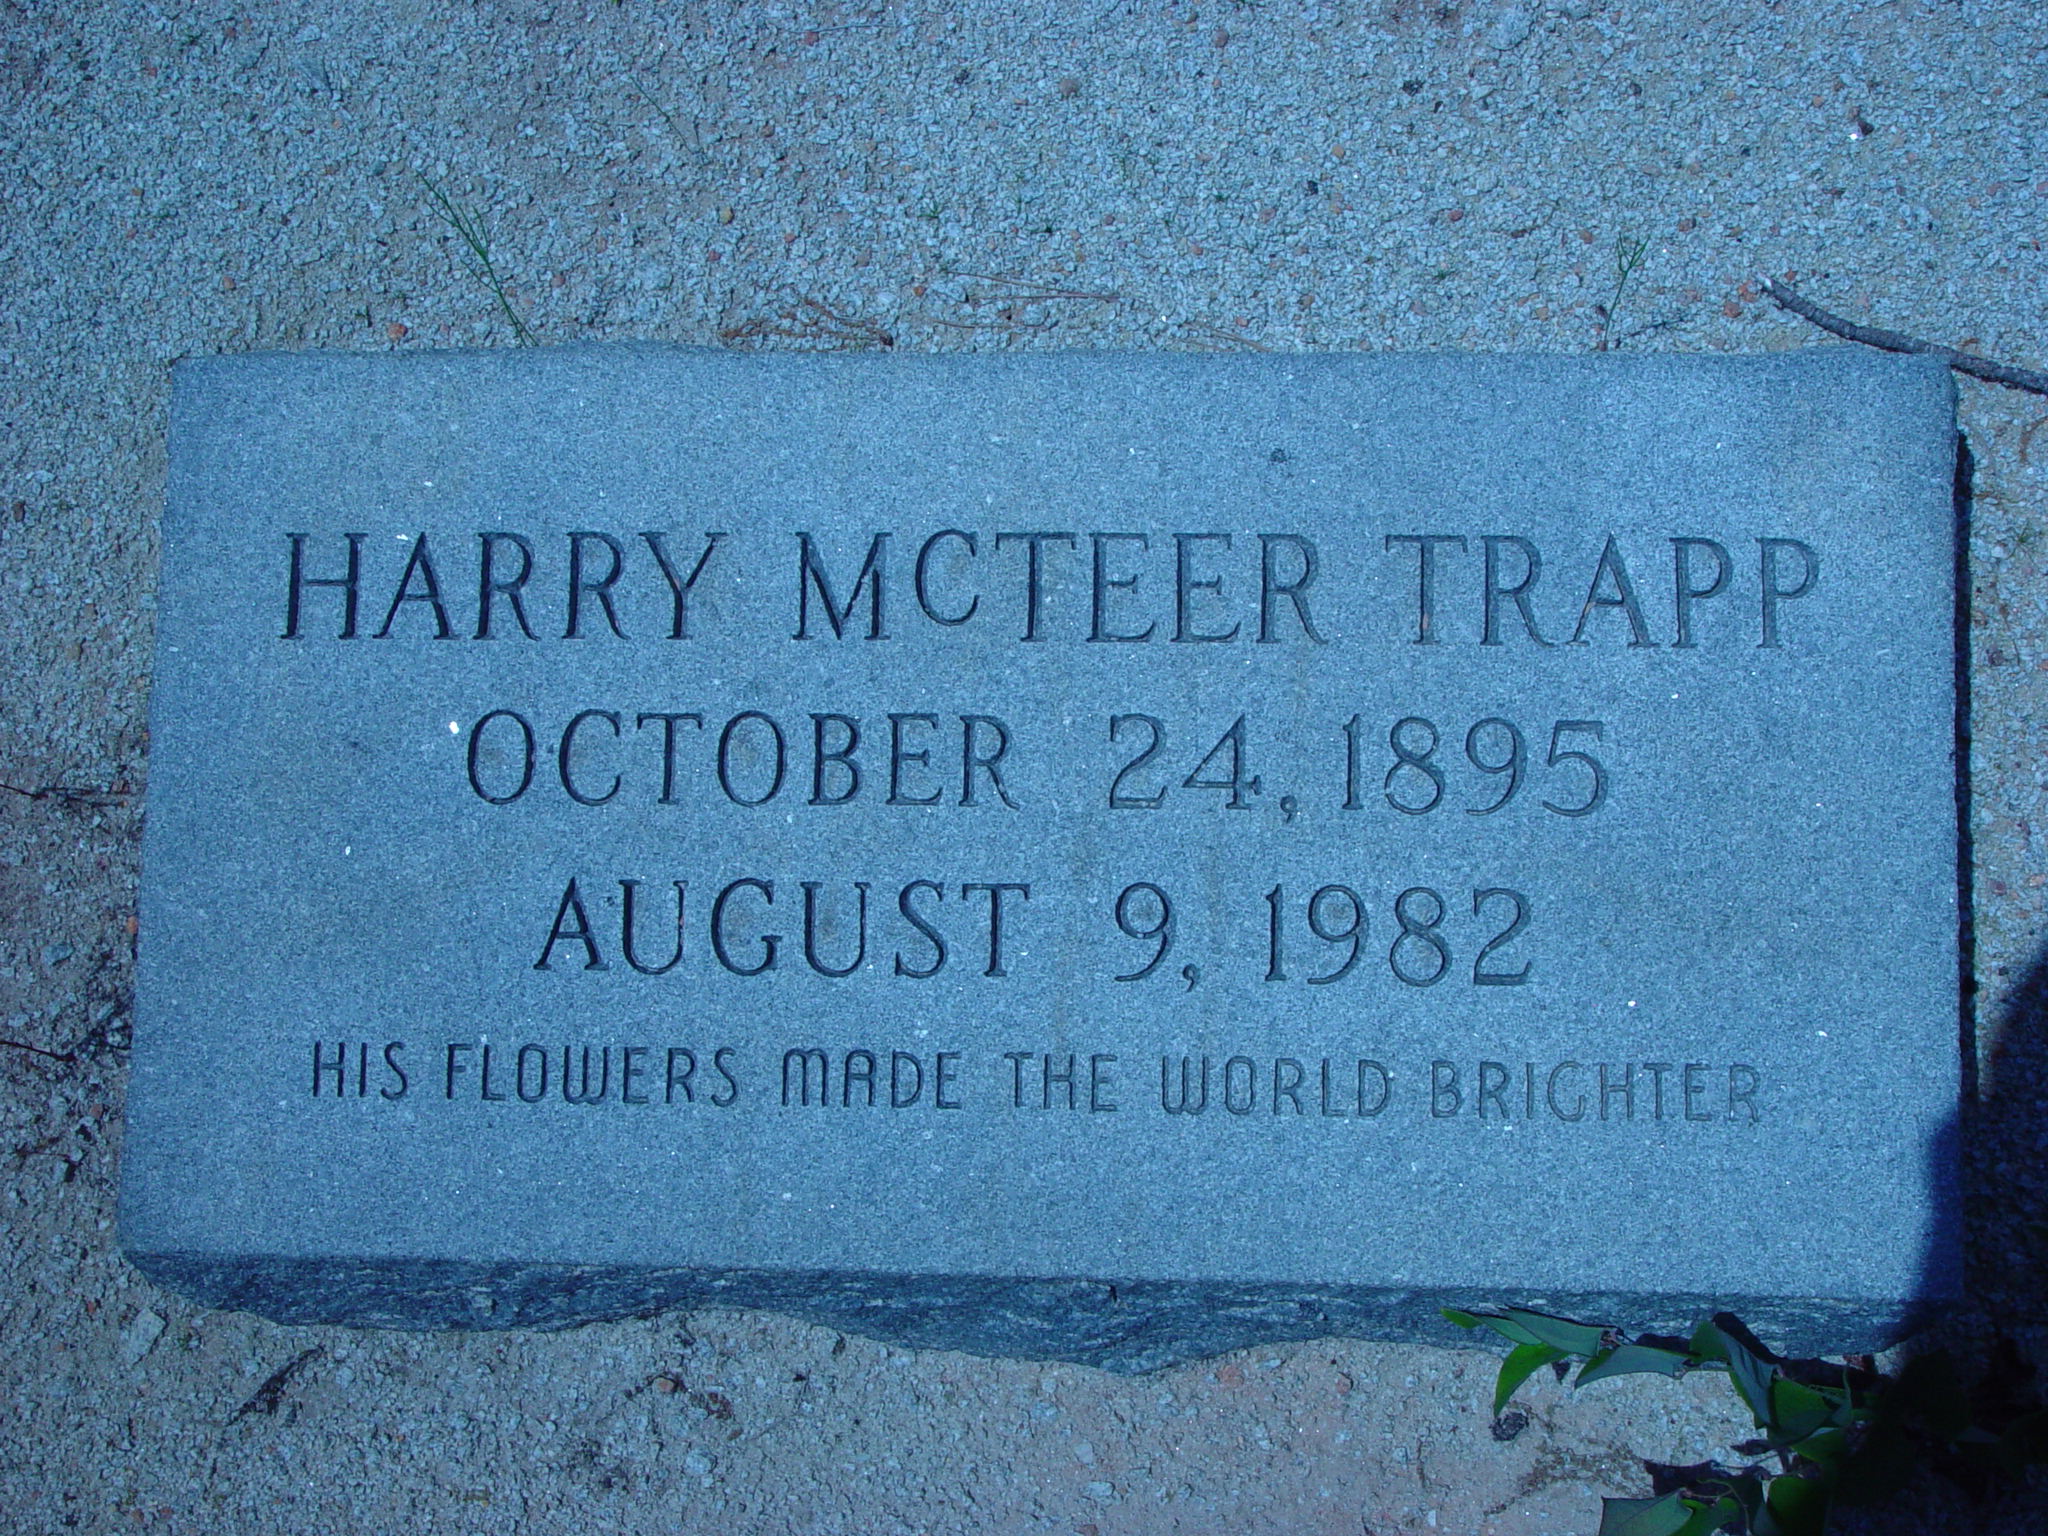 HARRY MCTEER TRAPP
OCTOBER 24, 1895
AUGUST 9, 1982
HIS FLOWERS MADE THE WORLD BRIGHTER